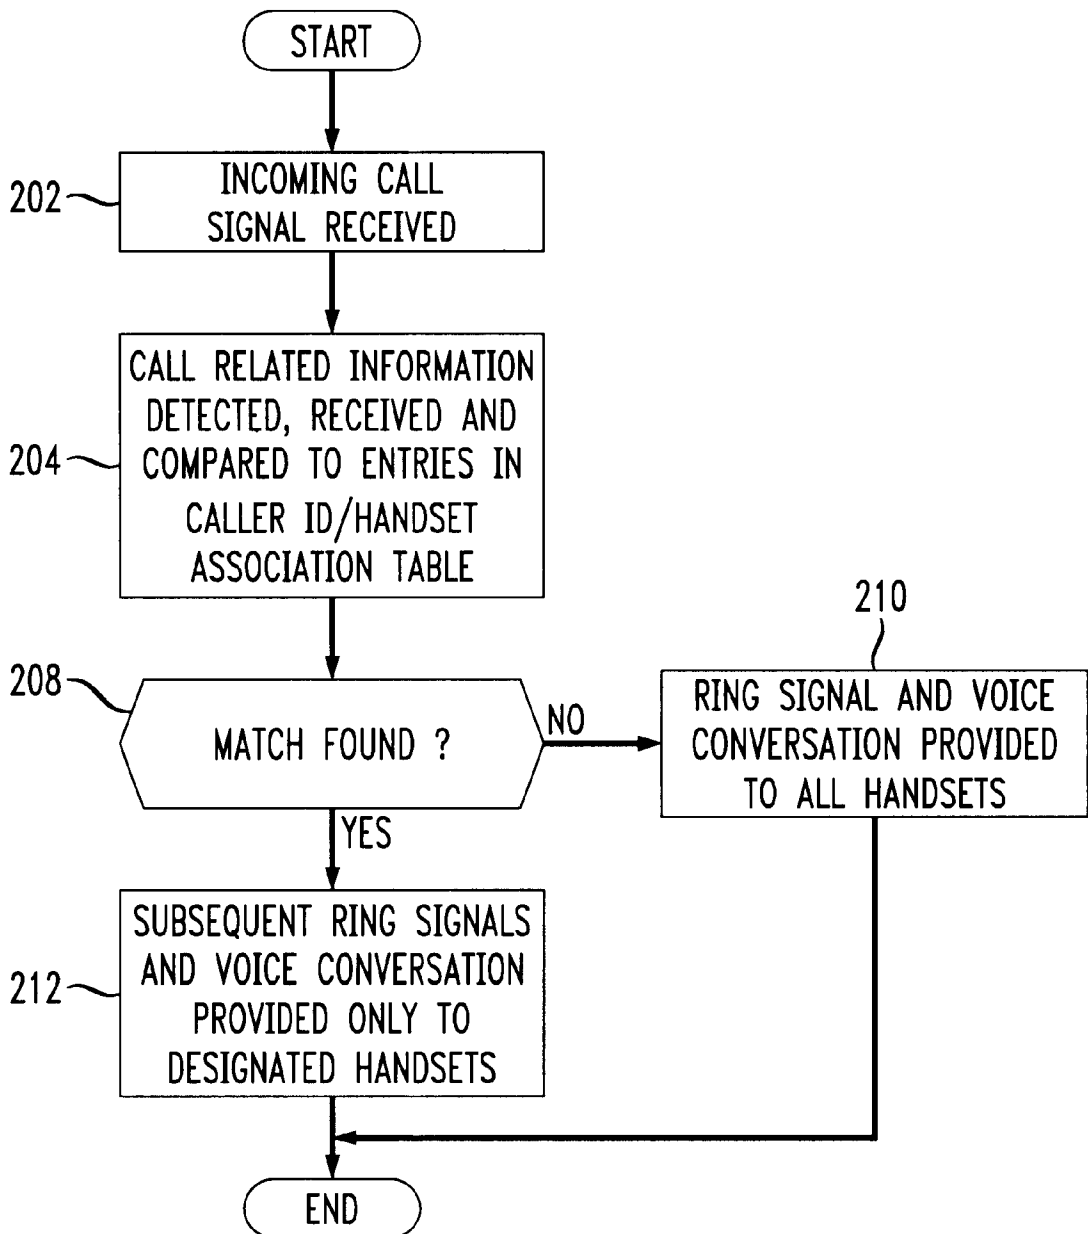 START
202
INCOMING CALL
SIGNAL RECEIVED
204
CALL RELATED INFORMATION
DETECTED, RECEIVED AND
COMPARED TO ENTRIES IN
CALLER ID/HANDSET
ASSOCIATION TABLE
208
MATCH FOUND ?
NO
210
RING SIGNAL AND VOICE
CONVERSATION PROVIDED
TO ALL HANDSETS
YES
212
SUBSEQUENT RING SIGNALS
AND VOICE CONVERSATION
PROVIDED ONLY TO
DESIGNATED HANDSETS
END